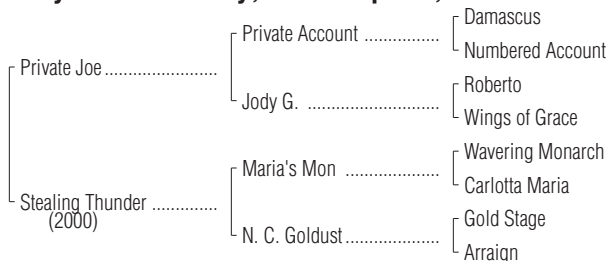 Damascus
Private Account ................
Numbered Account
Private Joe ........................
Roberto
Jody G. ............................
Wings of Grace
Wavering Monarch
Maria's Mon ....................
Carlotta Maria
Stealing Thunder ..............
(2000)
Gold Stage
N. C. Goldust ....................
Arraign